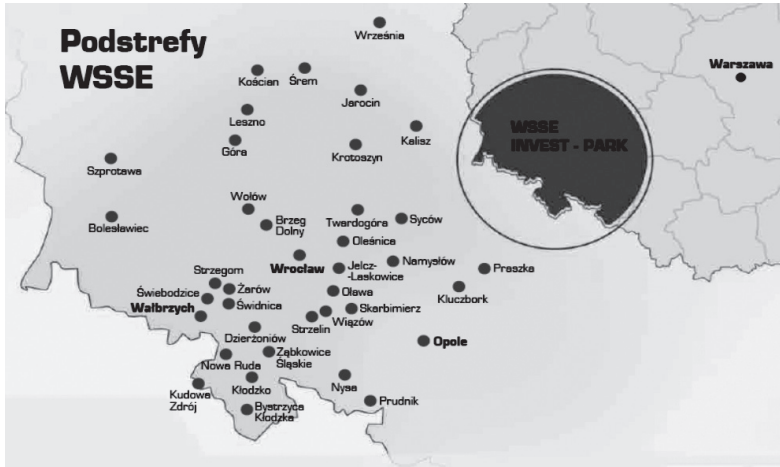 Podstrefy
WSSE
Września
Warszawa
Kościan
Śrem
Jarocin
Leszno
Kalisz
WSSE
INVEST - PARK
Góra
Krotoszyn
Szprotawa
Wołów
Brzeg
Dolny
Twardogóra
Syców
Bolesławiec
Oleśnica
Wrocław
Jelcz-
-Laskowice
Namysłów
Praszka
Strzegom
Żarów
Świebodzice
Oława
Kluczbork
Wałbrzych
Świdnica
Skarbimierz
Strzelin
Wiązów
Dzierżoniów
Opole
Ząbkowice
Śląskie
Nowa Ruda
Kłodzko
Nysa
Kudowa
Zdrój
Bystrzyca
Kłodzka
Prudnik